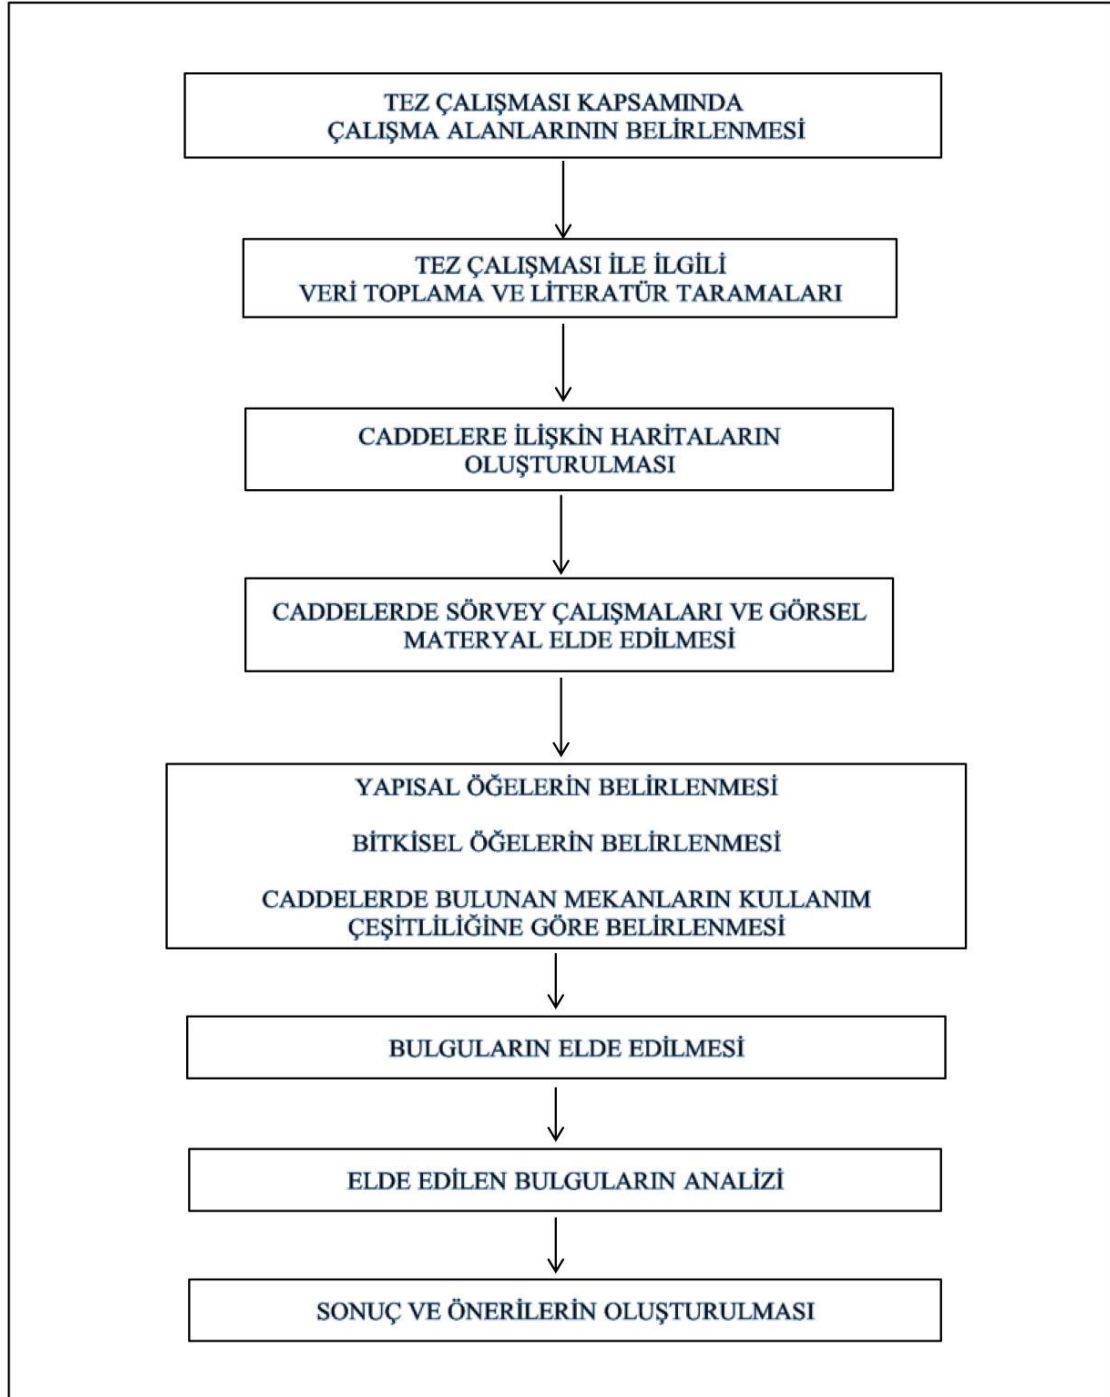 TEZ ÇALIŞMASI KAPSAMINDA
ÇALIŞMA ALANLARININ BELİRLENMESİ
TEZ ÇALIŞMASI İLE İLGİLİ
VERİ TOPLAMA VE LİTERATÜR TARAMALARI
CADDELERE İLİŞKİN HARİTALARIN
OLUŞTURULMASI
CADDELERDE SÖRVEY ÇALIŞMALARI VE GÖRSEL
MATERYAL ELDE EDİLMESİ
YAPISAL ÖĞELERİN BELİRLENMESİ
BİTKİSEL ÖĞELERİN BELİRLENMESİ
CADDELERDE BULUNAN MEKANLARIN KULLANIM
ÇEŞİTLİLİĞİNE GÖRE BELİRLENMESİ
BULGULARIN ELDE EDİLMESİ
ELDE EDİLEN BULGULARIN ANALİZİ
SONUÇ VE ÖNERİLERİN OLUŞTURULMASI